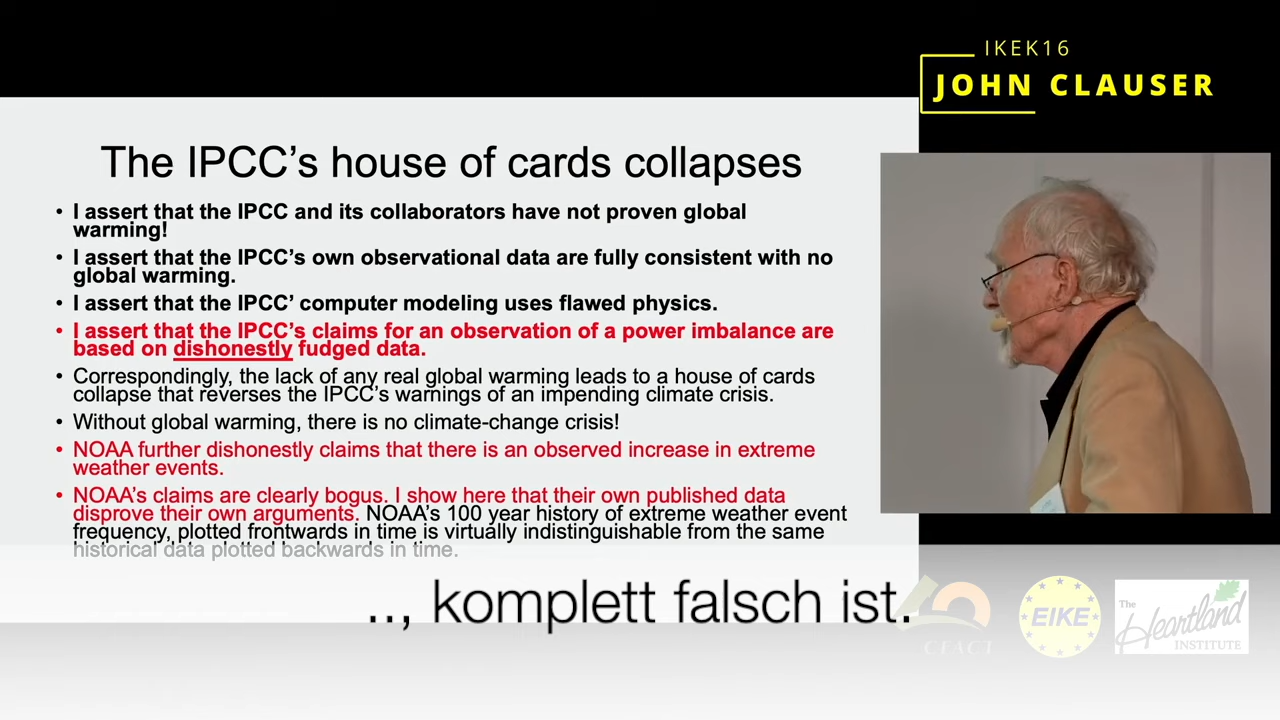 IKEK16
JOHN CLAUSER
The IPCC’s house of cards collapses
• I assert that the IPCC and its collaborators have not proven global
warming!
• I assert that the IPCC’s own observational data are fully consistent with no
global warming.
• I assert that the IPCC’ computer modeling uses flawed physics.
• I assert that the IPCC’s claims for an observation of a power imbalance are
based on dishonestly fudged data.
• Correspondingly, the lack of any real global warming leads to a house of cards
collapse that reverses the IPCC’s warnings of an impending climate crisis.
• Without global warming, there is no climate-change crisis!
• NOAA further dishonestly claims that there is an observed increase in extreme
weather events.
• NOAA’s claims are clearly bogus. I show here that their own published data
disprove their own arguments. NOAA’s 100 year history of extreme weather event
frequency, plotted frontwards in time is virtually indistinguishable from the same
historical data plotted backwards in time.
.., komplett falsch ist.
CFACT
EIKE
The
Heartland
INSTITUTE